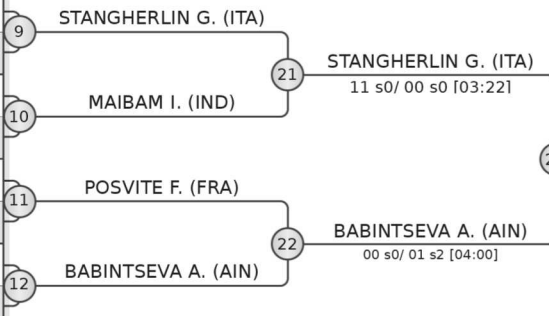 STANGHERLIN G. (ITA)
9
21
STANGHERLIN G. (ITA)
11 s0/ 00 s0 [03:22]
MAIBAM I. (IND)
10
POSVITE F. (FRA)
11
22
BABINTSEVA A. (AIN)
00 s0/ 01 s2 [04:00]
BABINTSEVA A. (AIN)
12